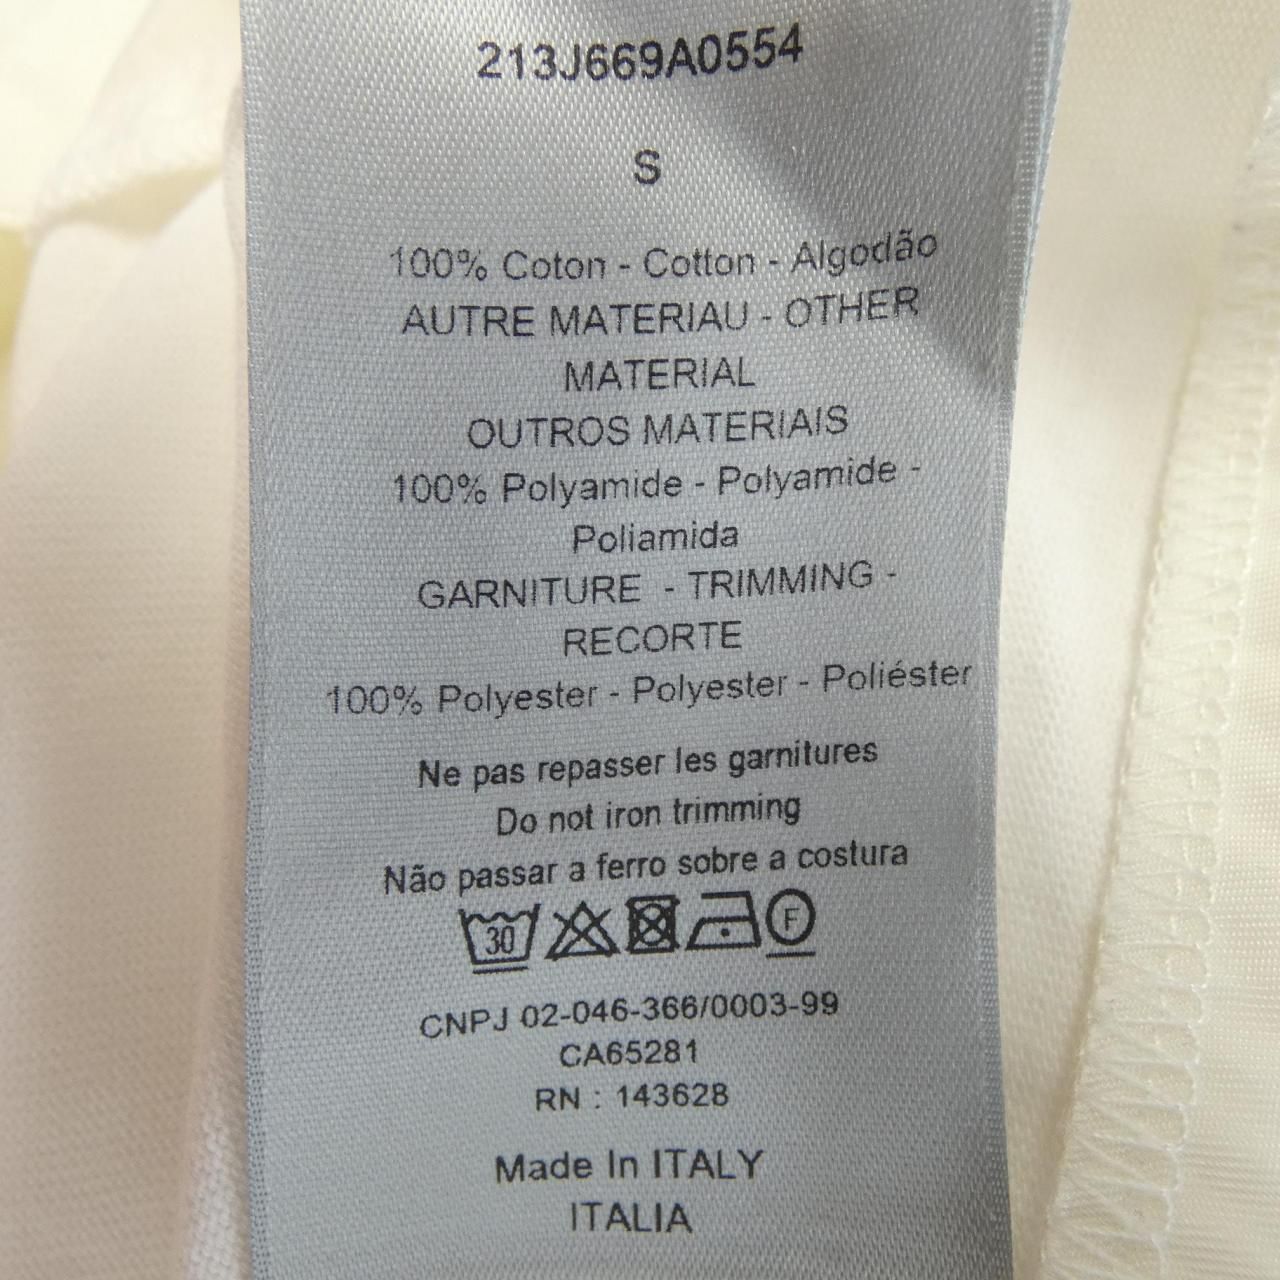 213J669A0554
S
100% Coton - Cotton - Algodão
AUTRE MATERIAU - OTHER
MATERIAL
OUTROS MATERIAIS
100% Polyamide - Polyamide -
Poliamida
GARNITURE - TRIMMING -
RECORTE
100% Polyester - Polyester - Poliéster
Ne pas repasser les garnitures
Do not iron trimming
Não passar a ferro sobre a costura
30 F
CNPJ 02-046-366/0003-99
CA65281
RN : 143628
Made In ITALY
ITALIA